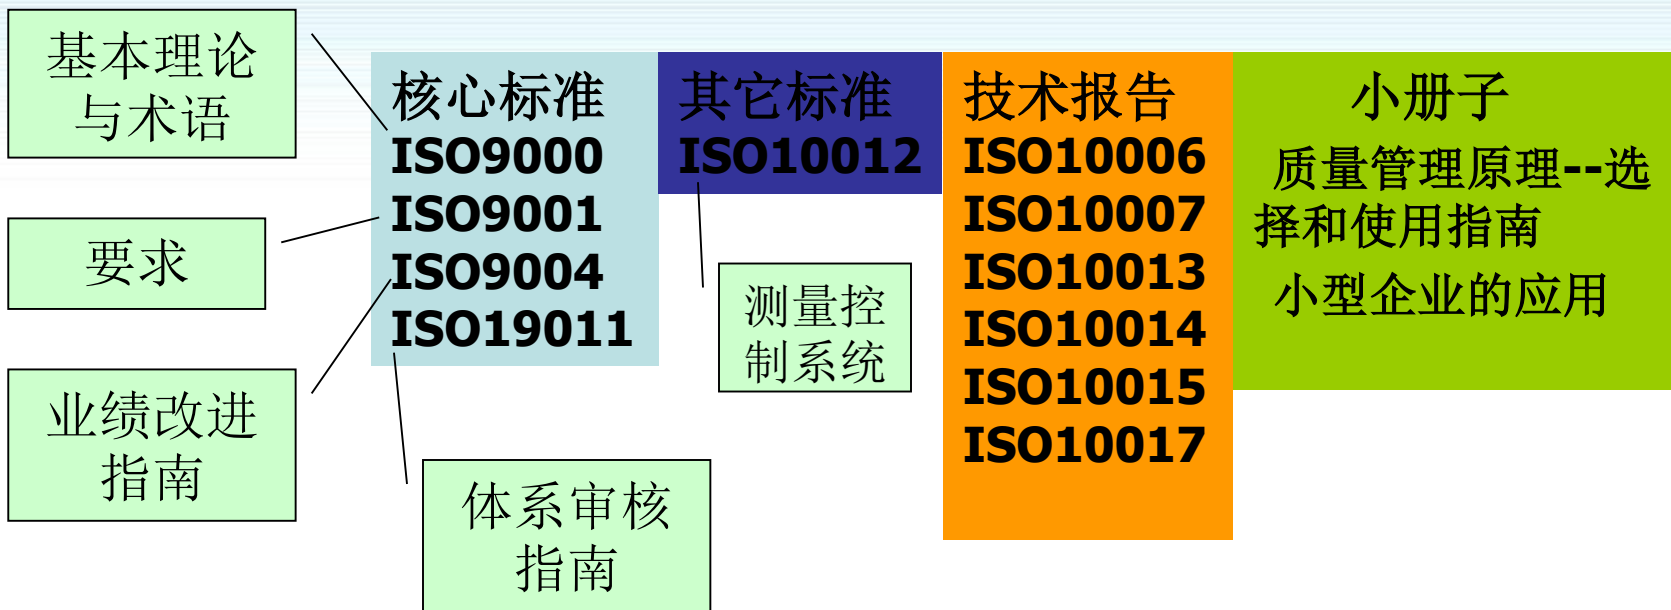 基本理论
与术语
要求
业绩改进
指南
核心标准
ISO9000
ISO9001
ISO9004
ISO19011
体系审核
指南
其它标准
ISO10012
测量控
制系统
技术报告
ISO10006
ISO10007
ISO10013
ISO10014
ISO10015
ISO10017
小册子
质量管理原理--选
择和使用指南
小型企业的应用